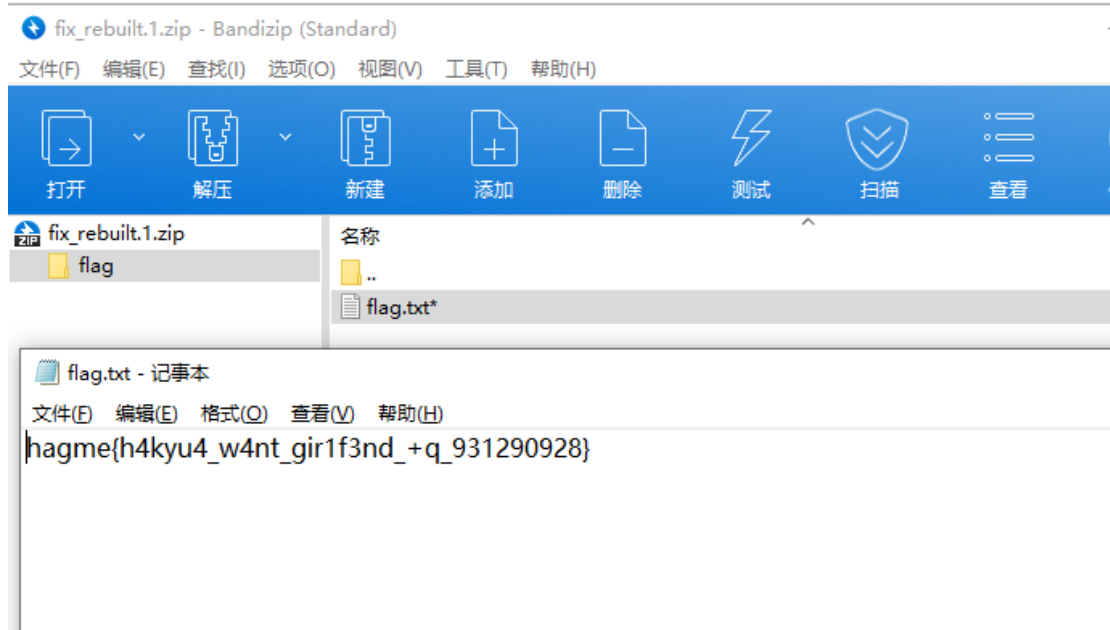 fix_rebuilt.1.zip - Bandizip (Standard)
文件(F) 编辑(E) 查找(I) 选项(O) 视图(V) 工具(T) 帮助(H)
打开 解压 新建 添加 删除 测试 扫描 查看
fix_rebuilt.1.zip
flag
名称
..
flag.txt*
flag.txt - 记事本
文件(F) 编辑(E) 格式(O) 查看(V) 帮助(H)
hagme{h4kyu4_w4nt_gir1f3nd_+q_931290928}